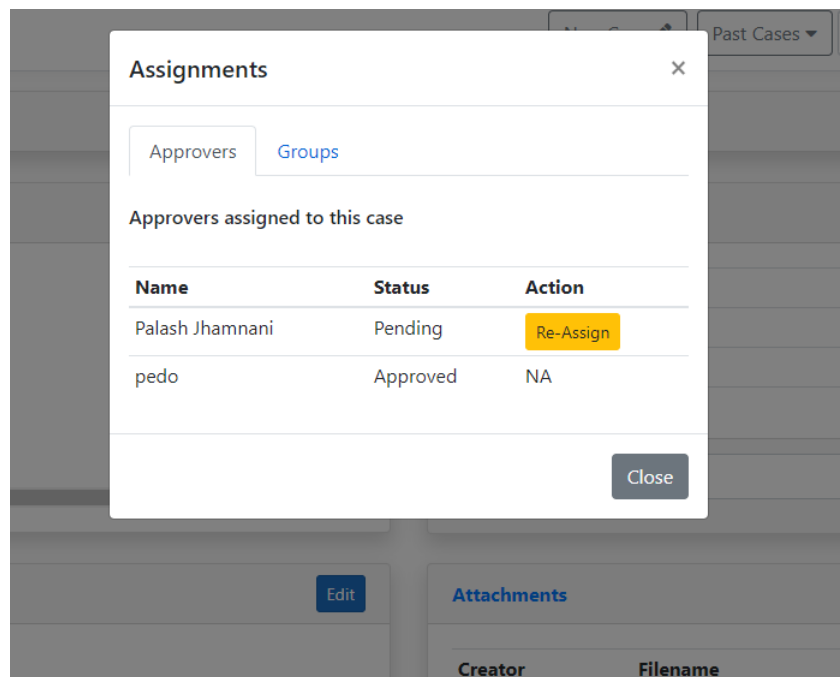 Past Cases
Assignments
×
Approvers Groups
Approvers assigned to this case
Name Status Action
Palash Jhamnani Pending Re-Assign
pedo Approved NA
Close
Edit Attachments
Creator Filename